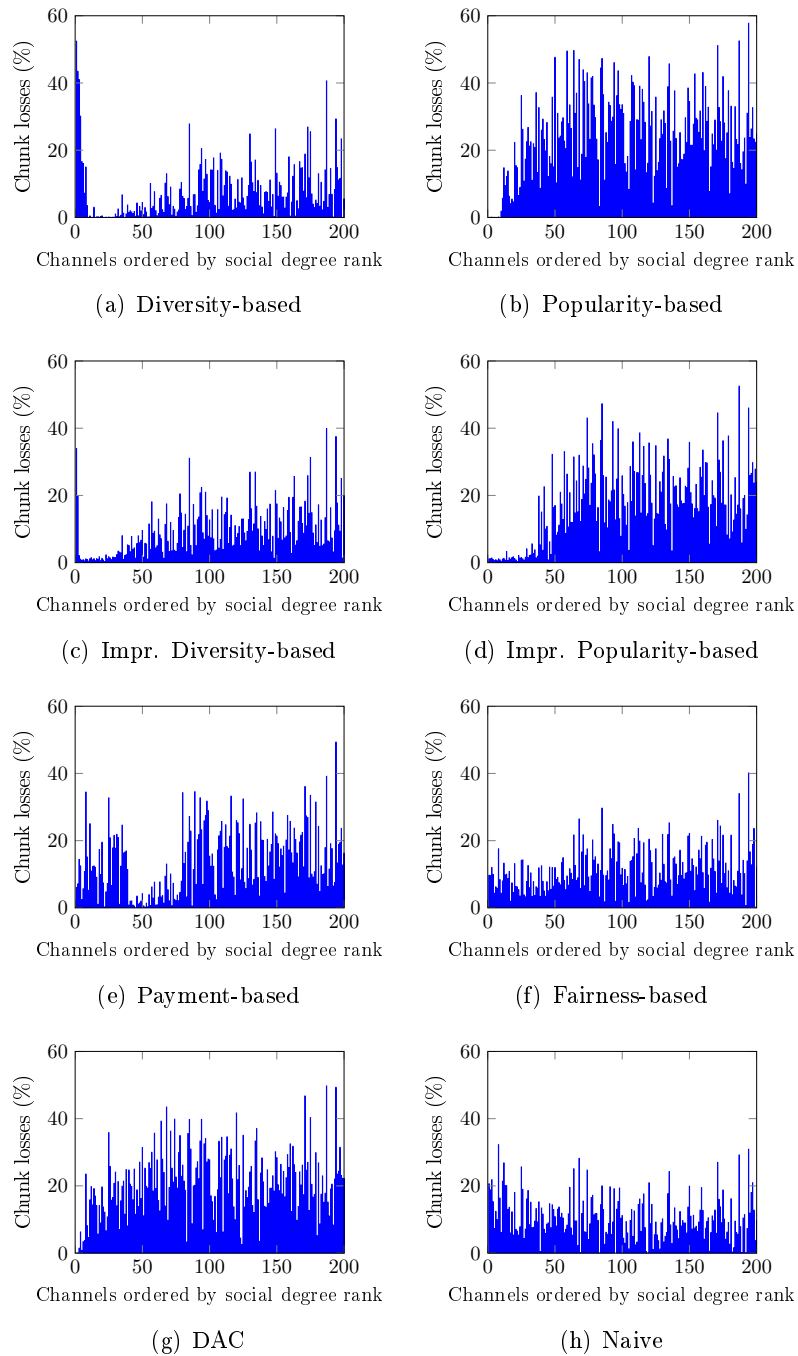 60
40
20
0
Chunk losses (%)
0 50 100 150 200
Channels ordered by social degree rank
(a) Diversity-based
60
40
20
0
Chunk losses (%)
0 50 100 150 200
Channels ordered by social degree rank
(b) Popularity-based
60
40
20
0
Chunk losses (%)
0 50 100 150 200
Channels ordered by social degree rank
(c) Impr. Diversity-based
60
40
20
0
Chunk losses (%)
0 50 100 150 200
Channels ordered by social degree rank
(d) Impr. Popularity-based
60
40
20
0
Chunk losses (%)
0 50 100 150 200
Channels ordered by social degree rank
(e) Payment-based
60
40
20
0
Chunk losses (%)
0 50 100 150 200
Channels ordered by social degree rank
(f) Fairness-based
60
40
20
0
Chunk losses (%)
0 50 100 150 200
Channels ordered by social degree rank
(g) DAC
60
40
20
0
Chunk losses (%)
0 50 100 150 200
Channels ordered by social degree rank
(h) Naive